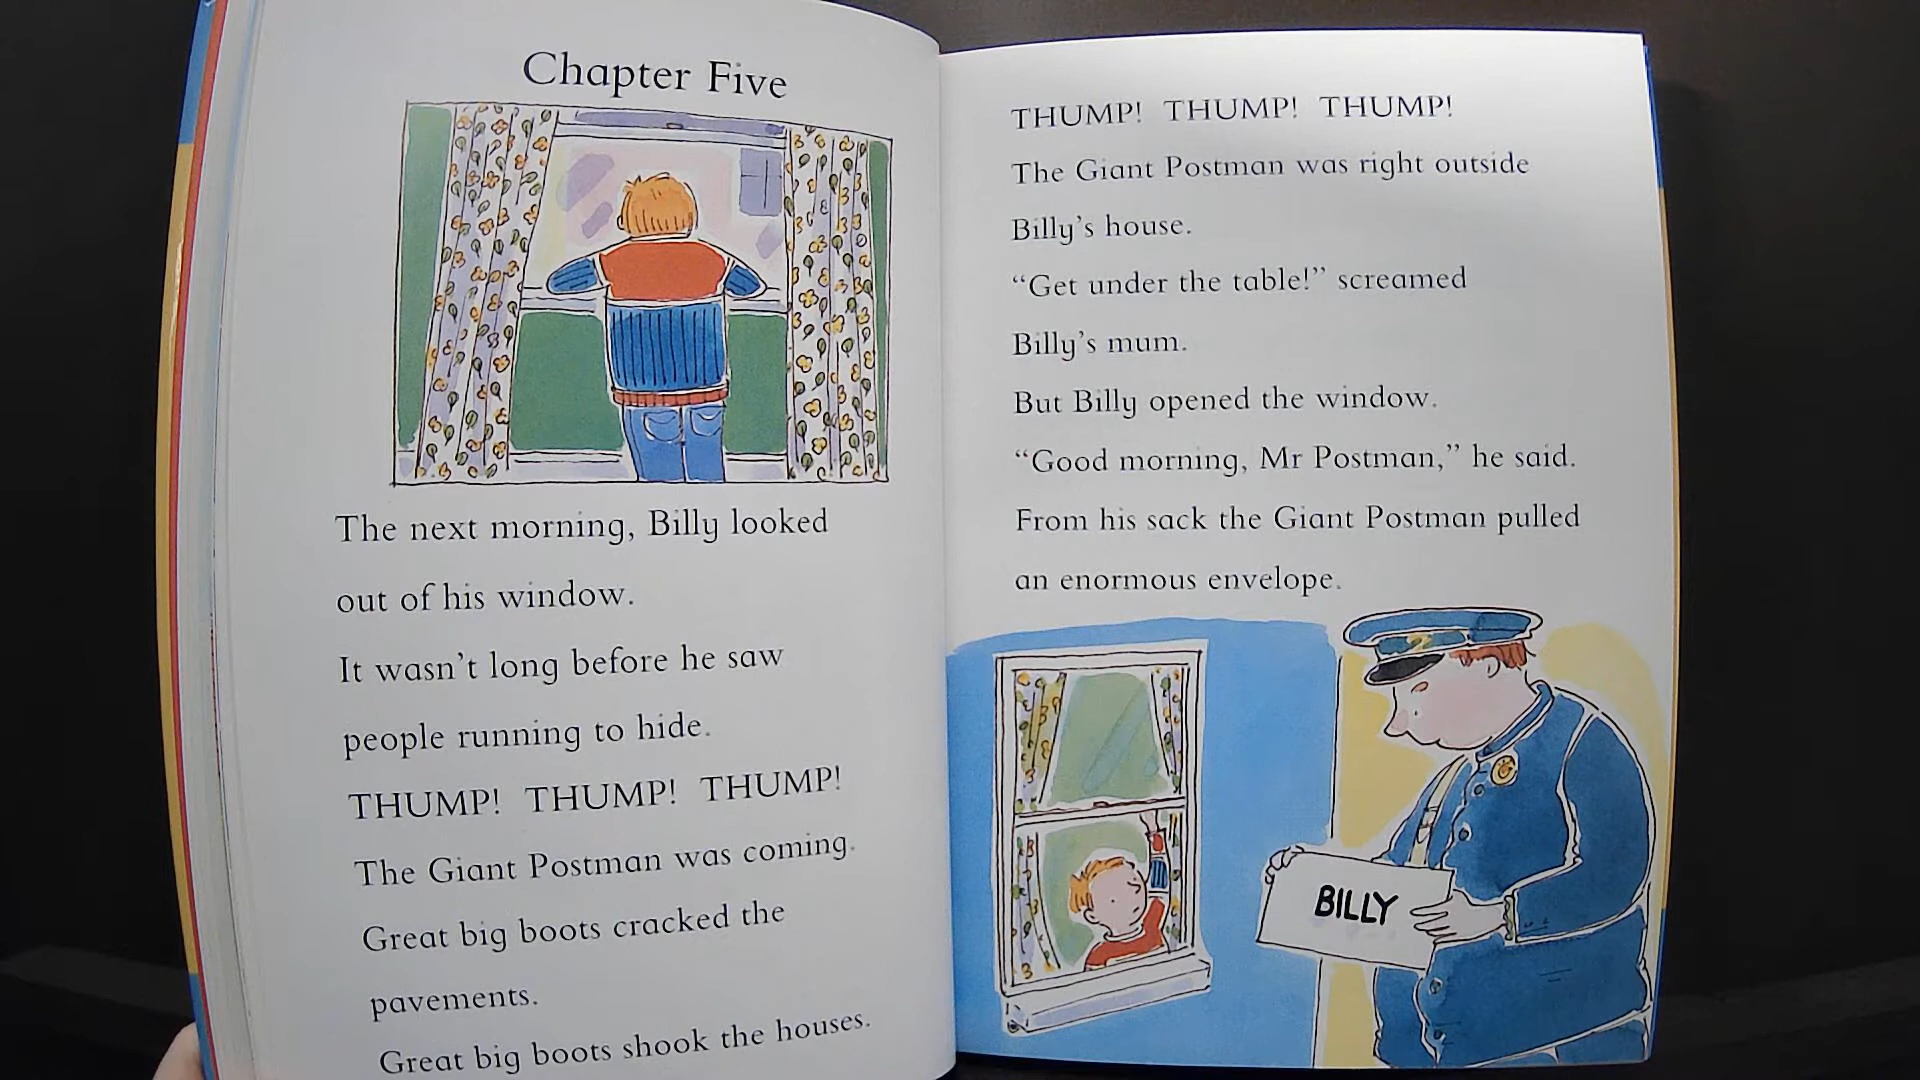 Chapter Five
The next morning, Billy looked
out of his window.
It wasn't long before he saw
people running to hide.
THUMP! THUMP! THUMP!
The Giant Postman was coming.
Great big boots cracked the
pavements.
Great big boots shook the houses.
THUMP! THUMP! THUMP!
The Giant Postman was right outside
Billy's house.
“Get under the table!” screamed
Billy's mum.
But Billy opened the window.
“Good morning, Mr Postman,” he said.
From his sack the Giant Postman pulled
an enormous envelope.
BILLY